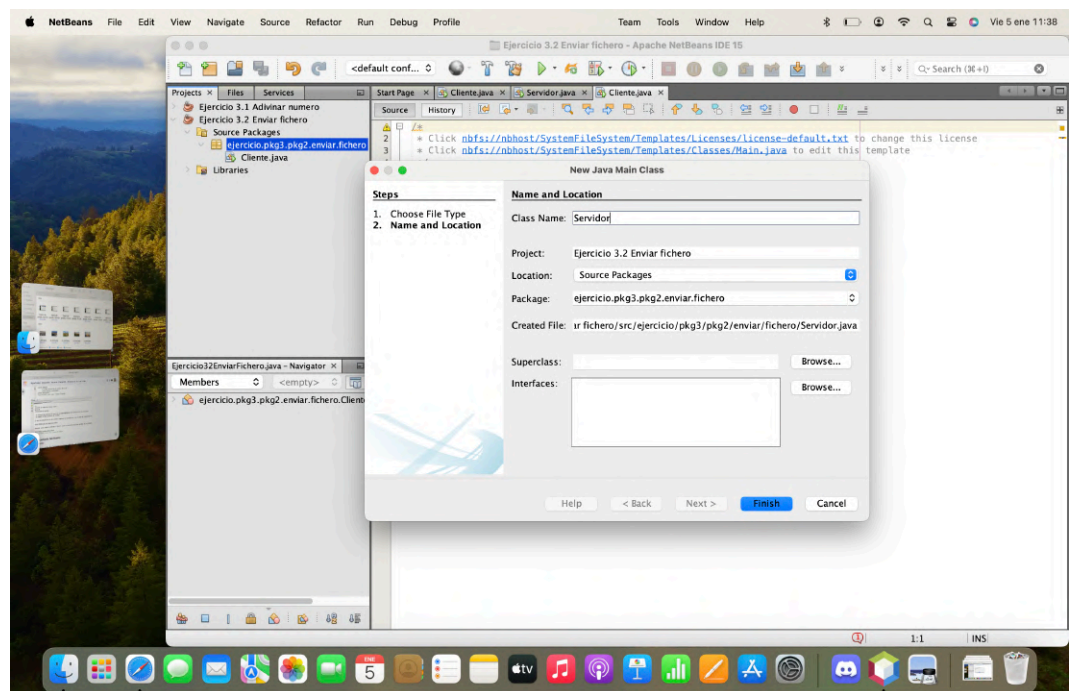 NetBeans File Edit View Navigate Source Refactor Run Debug Profile Team Tools Window Help Vie 5 ene 11:38
Ejercicio 3.2 Enviar fichero - Apache NetBeans IDE 15
<default conf... Search (⌘+I)
Projects × Files Services Start Page × Cliente.java × Servidor.java × Cliente.java ×
Ejercicio 3.1 Adivinar numero
Ejercicio 3.2 Enviar fichero
Source Packages
ejercicio.pkg3.pkg2.enviar.fichero
Cliente.java
Libraries
Source History
/*
2 * Click nbfs://nbhost/SystemFileSystem/Templates/Licenses/license-default.txt to change this license
3 * Click nbfs://nbhost/SystemFileSystem/Templates/Classes/Main.java to edit this template
New Java Main Class
Steps
1. Choose File Type
2. Name and Location
Name and Location
Class Name: Servidor
Project: Ejercicio 3.2 Enviar fichero
Location: Source Packages
Package: ejercicio.pkg3.pkg2.enviar.fichero
Created File: ar fichero/src/ejercicio/pkg3/pkg2/enviar/fichero/Servidor.java
Superclass: Browse...
Interfaces: Browse...
Help < Back Next > Finish Cancel
Ejercicio32EnviarFichero.java - Navigator ×
Members <empty>
ejercicio.pkg3.pkg2.enviar.fichero.Client
1:1 INS
ENE
5
tv